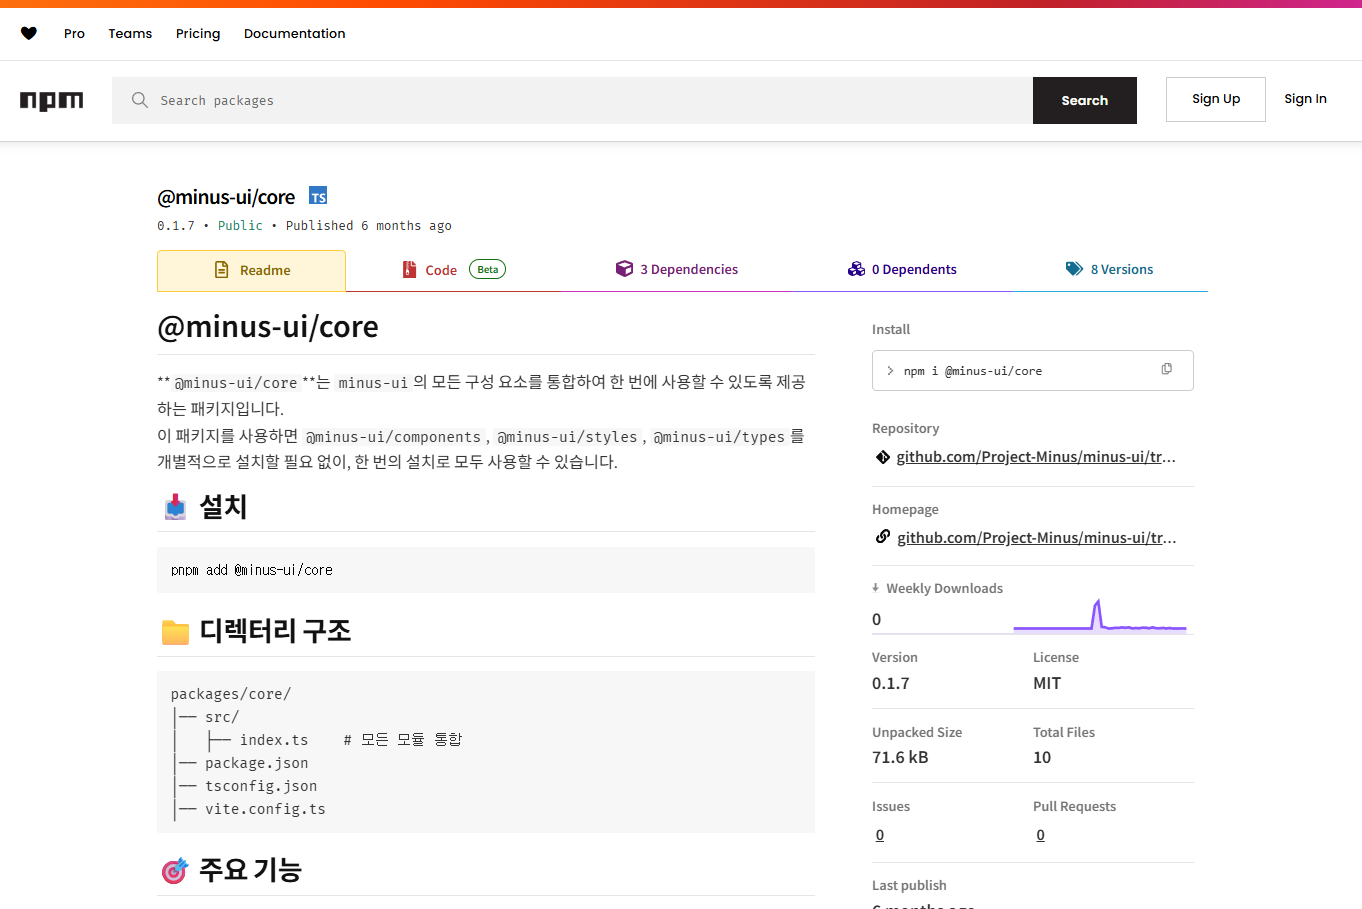 Pro Teams Pricing Documentation
npm Search packages Search Sign Up Sign In
@minus-ui/core TS
0.1.7 • Public • Published 6 months ago
Readme Code Beta 3 Dependencies 0 Dependents 8 Versions
@minus-ui/core
** @minus-ui/core **는 minus-ui 의 모든 구성 요소를 통합하여 한 번에 사용할 수 있도록 제공
하는 패키지입니다.
이 패키지를 사용하면 @minus-ui/components , @minus-ui/styles , @minus-ui/types 를
개별적으로 설치할 필요 없이, 한 번의 설치로 모두 사용할 수 있습니다.
📥 설치
pnpm add @minus-ui/core
📁 디렉터리 구조
packages/core/
│── src/
│   ├── index.ts    # 모든 모듈 통합
│── package.json
│── tsconfig.json
│── vite.config.ts
🎯 주요 기능
Install
> npm i @minus-ui/core
Repository
github.com/Project-Minus/minus-ui/tr…
Homepage
github.com/Project-Minus/minus-ui/tr…
Weekly Downloads
0
Version License
0.1.7 MIT
Unpacked Size Total Files
71.6 kB 10
Issues Pull Requests
0 0
Last publish
6 months ago